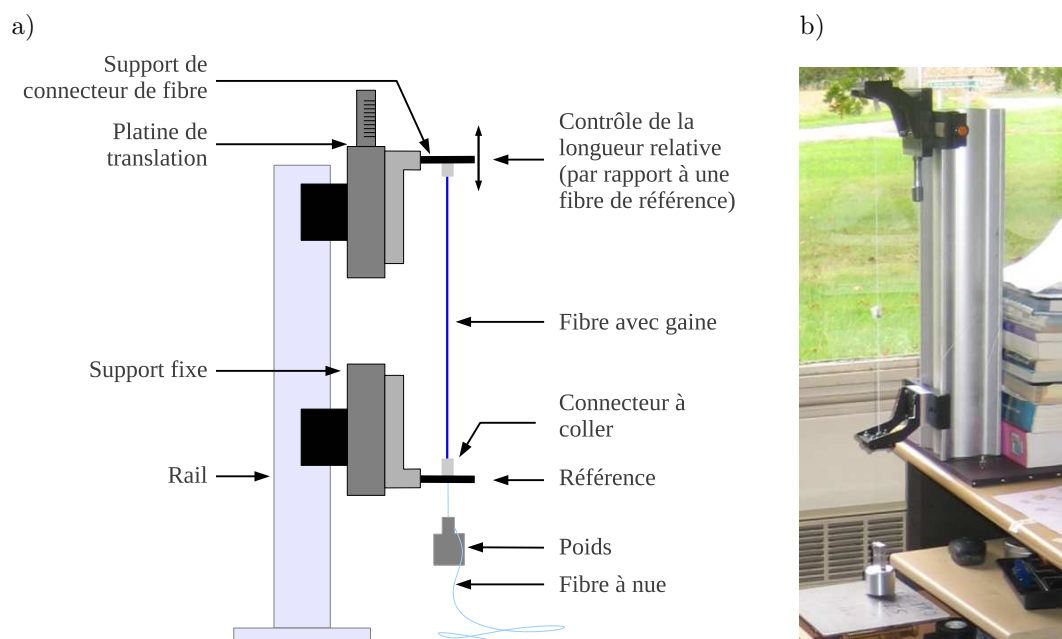 a)
b)
Support de
connecteur de fibre
Platine de
translation
Contrôle de la
longueur relative
(par rapport à une
fibre de référence)
Fibre avec gaine
Support fixe
Connecteur à
coller
Rail
Référence
Poids
Fibre à nue